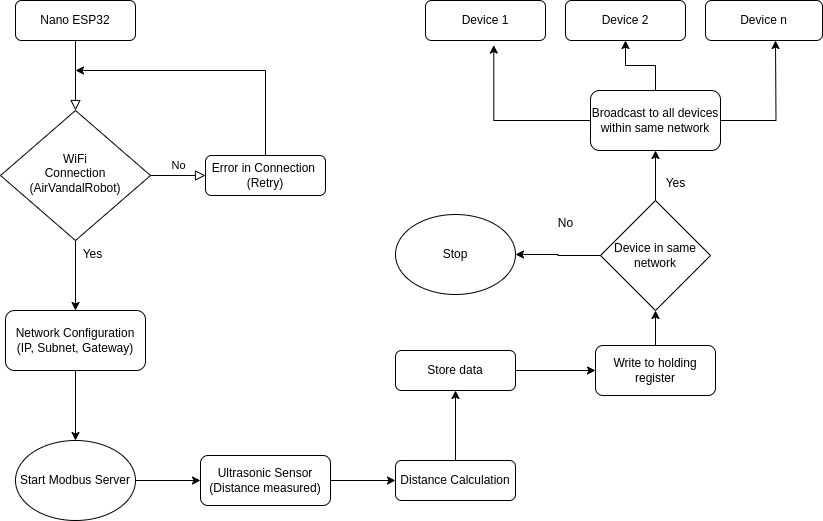 Nano ESP32
Device 1
Device 2
Device n
Broadcast to all devices
within same network
WiFi
Connection
(AirVandalRobot)
No
Error in Connection
(Retry)
Yes
Yes
No
Device in same
network
Stop
Network Configuration
(IP, Subnet, Gateway)
Store data
Write to holding
register
Start Modbus Server
Ultrasonic Sensor
(Distance measured)
Distance Calculation